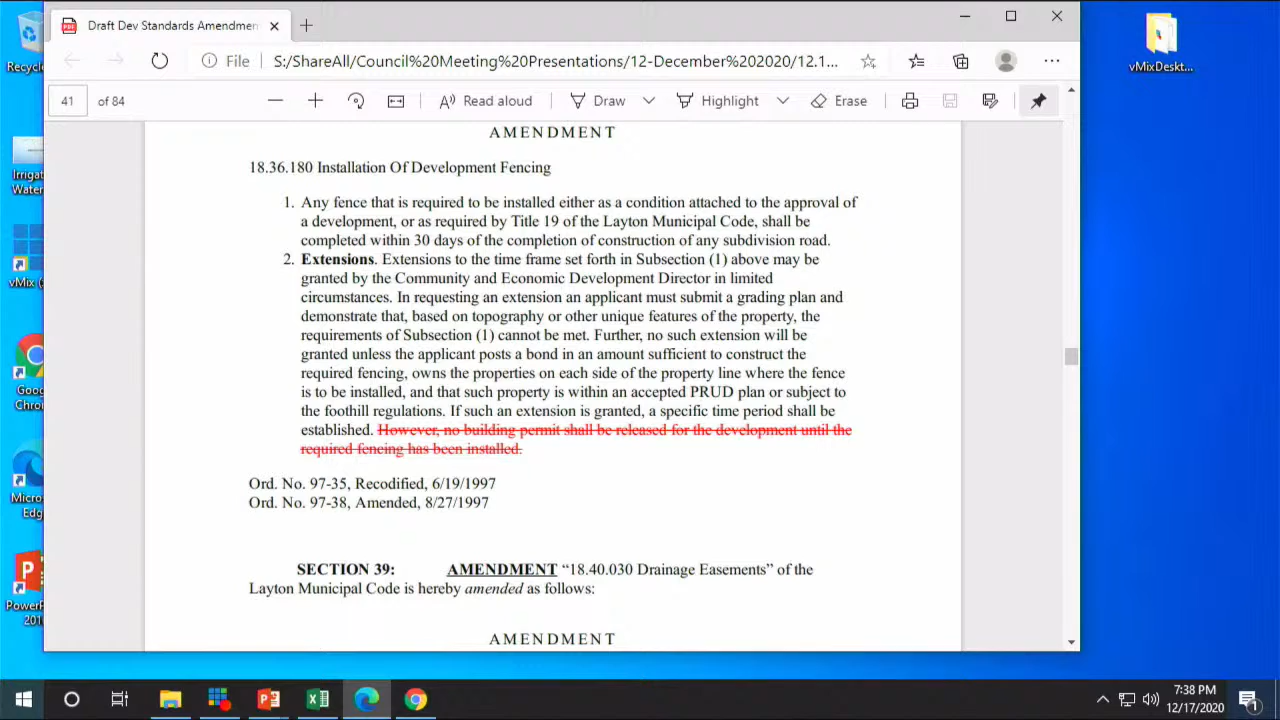 Draft Dev Standards Amendmen
File
S:/ShareAll/Council%20Meeting%20Presentations/12-December%202020/12.1...
41 of 84
Read aloud
Draw
Highlight
Erase
AMENDMENT
18.36.180 Installation Of Development Fencing
1. Any fence that is required to be installed either as a condition attached to the approval of
a development, or as required by Title 19 of the Layton Municipal Code, shall be
completed within 30 days of the completion of construction of any subdivision road.
2. Extensions. Extensions to the time frame set forth in Subsection (1) above may be
granted by the Community and Economic Development Director in limited
circumstances. In requesting an extension an applicant must submit a grading plan and
demonstrate that, based on topography or other unique features of the property, the
requirements of Subsection (1) cannot be met. Further, no such extension will be
granted unless the applicant posts a bond in an amount sufficient to construct the
required fencing, owns the properties on each side of the property line where the fence
is to be installed, and that such property is within an accepted PRUD plan or subject to
the foothill regulations. If such an extension is granted, a specific time period shall be
established. However, no building permit shall be released for the development until the
required fencing has been installed.
Ord. No. 97-35, Recodified, 6/19/1997
Ord. No. 97-38, Amended, 8/27/1997
SECTION 39: AMENDMENT “18.40.030 Drainage Easements” of the
Layton Municipal Code is hereby amended as follows:
AMENDMENT
Recycle
Irrigat
Water
vMix (
Goog
Chron
Micros
Edg
PowerP
201
vMixDeskt...
7:38 PM
12/17/2020
1